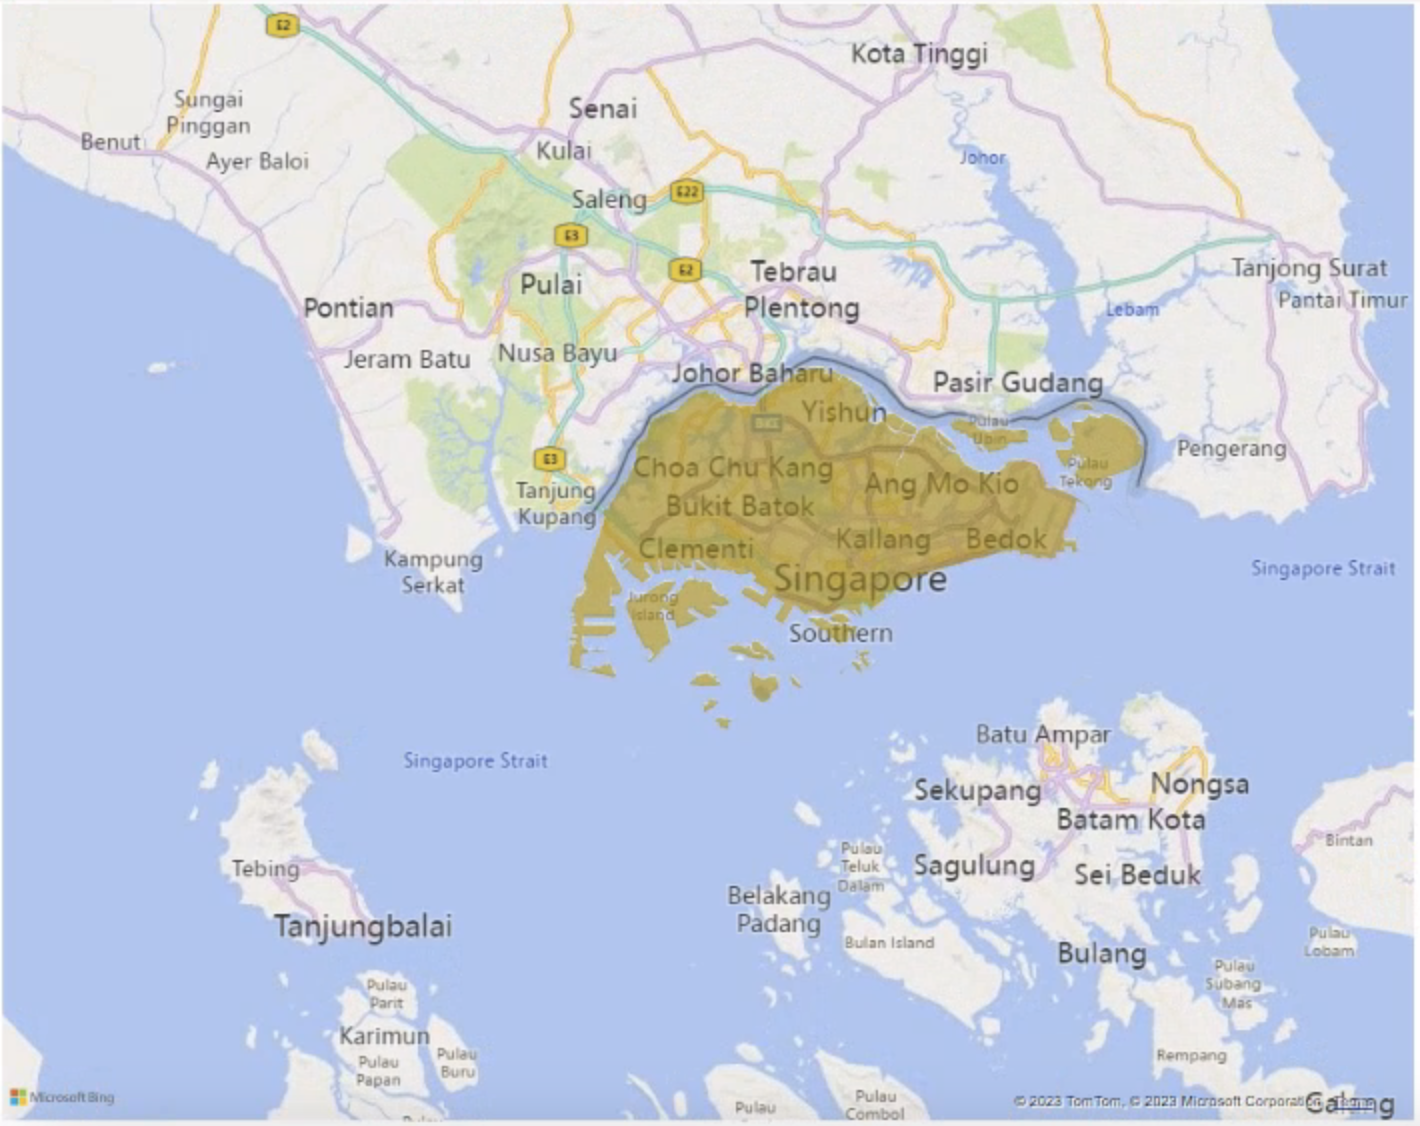 E2
Kota Tinggi
Sungai
Pinggan
Senai
Benut
Ayer Baloi
Kulai
Johor
Saleng
E22
E3
E2
Tebrau
Tanjong Surat
Pulai
Pantai Timur
Pontian
Plentong
Lebam
Jeram Batu
Nusa Bayu
Johor Baharu
Pasir Gudang
Yishun
Pulau
Ubin
Pengerang
E3
Choa Chu Kang
Pulau
Tekong
Ang Mo Kio
Tanjung
Kupang
Bukit Batok
Clementi
Kallang
Bedok
Kampung
Serkat
Singapore
Singapore Strait
Jurong
Island
Southern
Batu Ampar
Singapore Strait
Sekupang
Nongsa
Batam Kota
Bintan
Pulau
Teluk
Dalam
Sagulung
Sei Beduk
Tebing
Belakang
Padang
Tanjungbalai
Bulan Island
Pulau
Lobam
Bulang
Pulau
Subang
Mas
Pulau
Parit
Karimun
Pulau
Papan
Pulau
Buru
Rempang
Microsoft Bing
Pulau
Pulau
Combol
© 2023 TomTom, © 2023 Microsoft Corporation
Galang